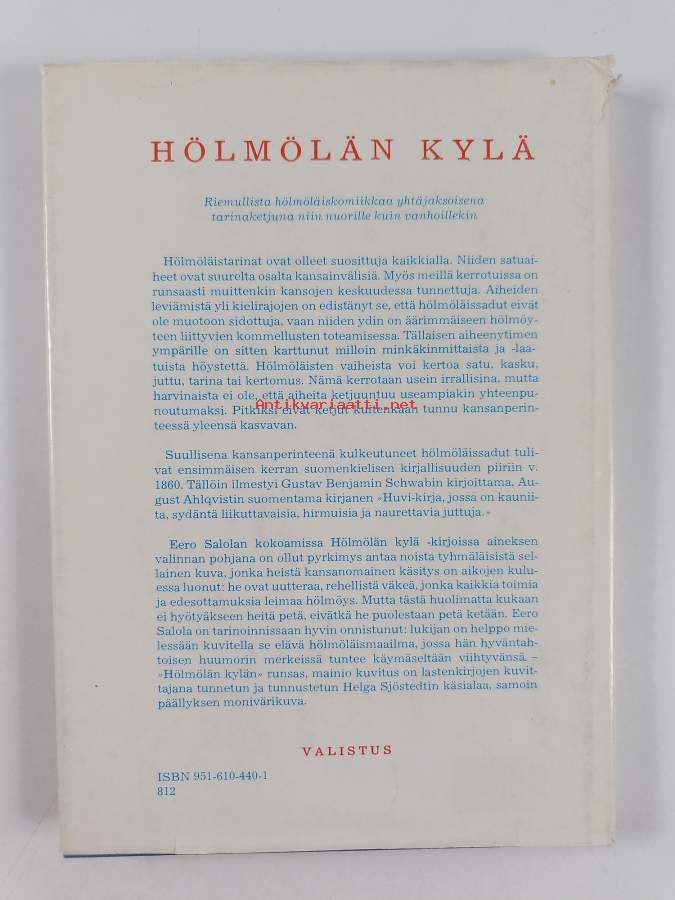 HÖLMÖLÄN KYLÄ
Riemullista hölmöläiskomiikkaa yhtäjaksoisena
tarinaketjuna niin nuorille kuin vanhoillekin
Hölmöläistarinat ovat olleet suosittuja kaikkialla. Niiden satuai-
heet ovat suurelta osalta kansainvälisiä. Myös meillä kerrotuissa on
runsaasti muittenkin kansojen keskuudessa tunnettuja. Aiheiden
leviämistä yli kielirajojen on edistänyt se, että hölmöläissadut eivät
ole muotoon sidottuja, vaan niiden ydin on äärimmäiseen hölmöy-
teen liittyvien kommellusten toteamisessa. Tällaisen aiheenytimen
ympärille on sitten karttunut milloin minkäkinmittaista ja -laa-
tuista höystettä. Hölmöläisten vaiheista voi kertoa satu, kasku,
juttu, tarina tai kertomus. Nämä kerrotaan usein irrallisina, mutta
harvinaista ei ole, että aiheita ketjuuntuu useampiakin yhteenpu-
Antikvariaatti.net
noutumaksi. Pitkiksi eivät ketjut kuitenkaan tunnu kansanperin-
teessä yleensä kasvavan.
Suullisena kansanperinteenä kulkeutuneet hölmöläissadut tuli-
vat ensimmäisen kerran suomenkielisen kirjallisuuden piiriin v.
1860. Tällöin ilmestyi Gustav Benjamin Schwabin kirjoittama, Au-
gust Ahlqvistin suomentama kirjanen »Huvi-kirja, jossa on kaunii-
ta, sydäntä liikuttavaisia, hirmuisia ja naurettavia juttuja.»
Eero Salolan kokoamissa Hölmölän kylä -kirjoissa aineksen
valinnan pohjana on ollut pyrkimys antaa noista tyhmäläisistä sel-
lainen kuva, jonka heistä kansanomainen käsitys on aikojen kulu-
essa luonut: he ovat uutteraa, rehellistä väkeä, jonka kaikkia toimia
ja edesottamuksia leimaa hölmöys. Mutta tästä huolimatta kukaan
ei hyötyäkseen heitä petä, eivätkä he puolestaan petä ketään. Eero
Salola on tarinoinnissaan hyvin onnistunut: lukijan on helppo mie-
lessään kuvitella se elävä hölmöläismaailma, jossa hän hyväntah-
toisen huumorin merkeissä tuntee käymäseltään viihtyvänsä. –
»Hölmölän kylän» runsas, mainio kuvitus on lastenkirjojen kuvit-
tajana tunnetun ja tunnustetun Helga Sjöstedtin käsialaa, samoin
päällyksen monivärikuva.
VALISTUS
ISBN 951-610-440-1
812